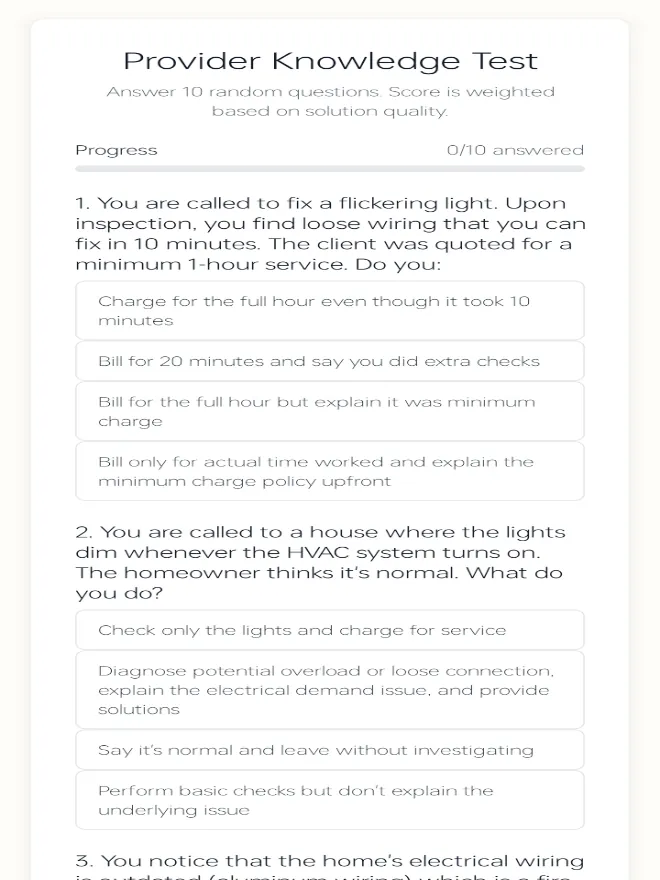 Provider Knowledge Test
Answer 10 random questions. Score is weighted
based on solution quality.
Progress
0/10 answered
1. You are called to fix a flickering light. Upon
inspection, you find loose wiring that you can
fix in 10 minutes. The client was quoted for a
minimum 1-hour service. Do you:
Charge for the full hour even though it took 10
minutes
Bill for 20 minutes and say you did extra checks
Bill for the full hour but explain it was minimum
charge
Bill only for actual time worked and explain the
minimum charge policy upfront
2. You are called to a house where the lights
dim whenever the HVAC system turns on.
The homeowner thinks it's normal. What do
you do?
Check only the lights and charge for service
Diagnose potential overload or loose connection,
explain the electrical demand issue, and provide
solutions
Say it's normal and leave without investigating
Perform basic checks but don't explain the
underlying issue
3. You notice that the home's electrical wiring
is outdated (aluminum wiring) which is a fire